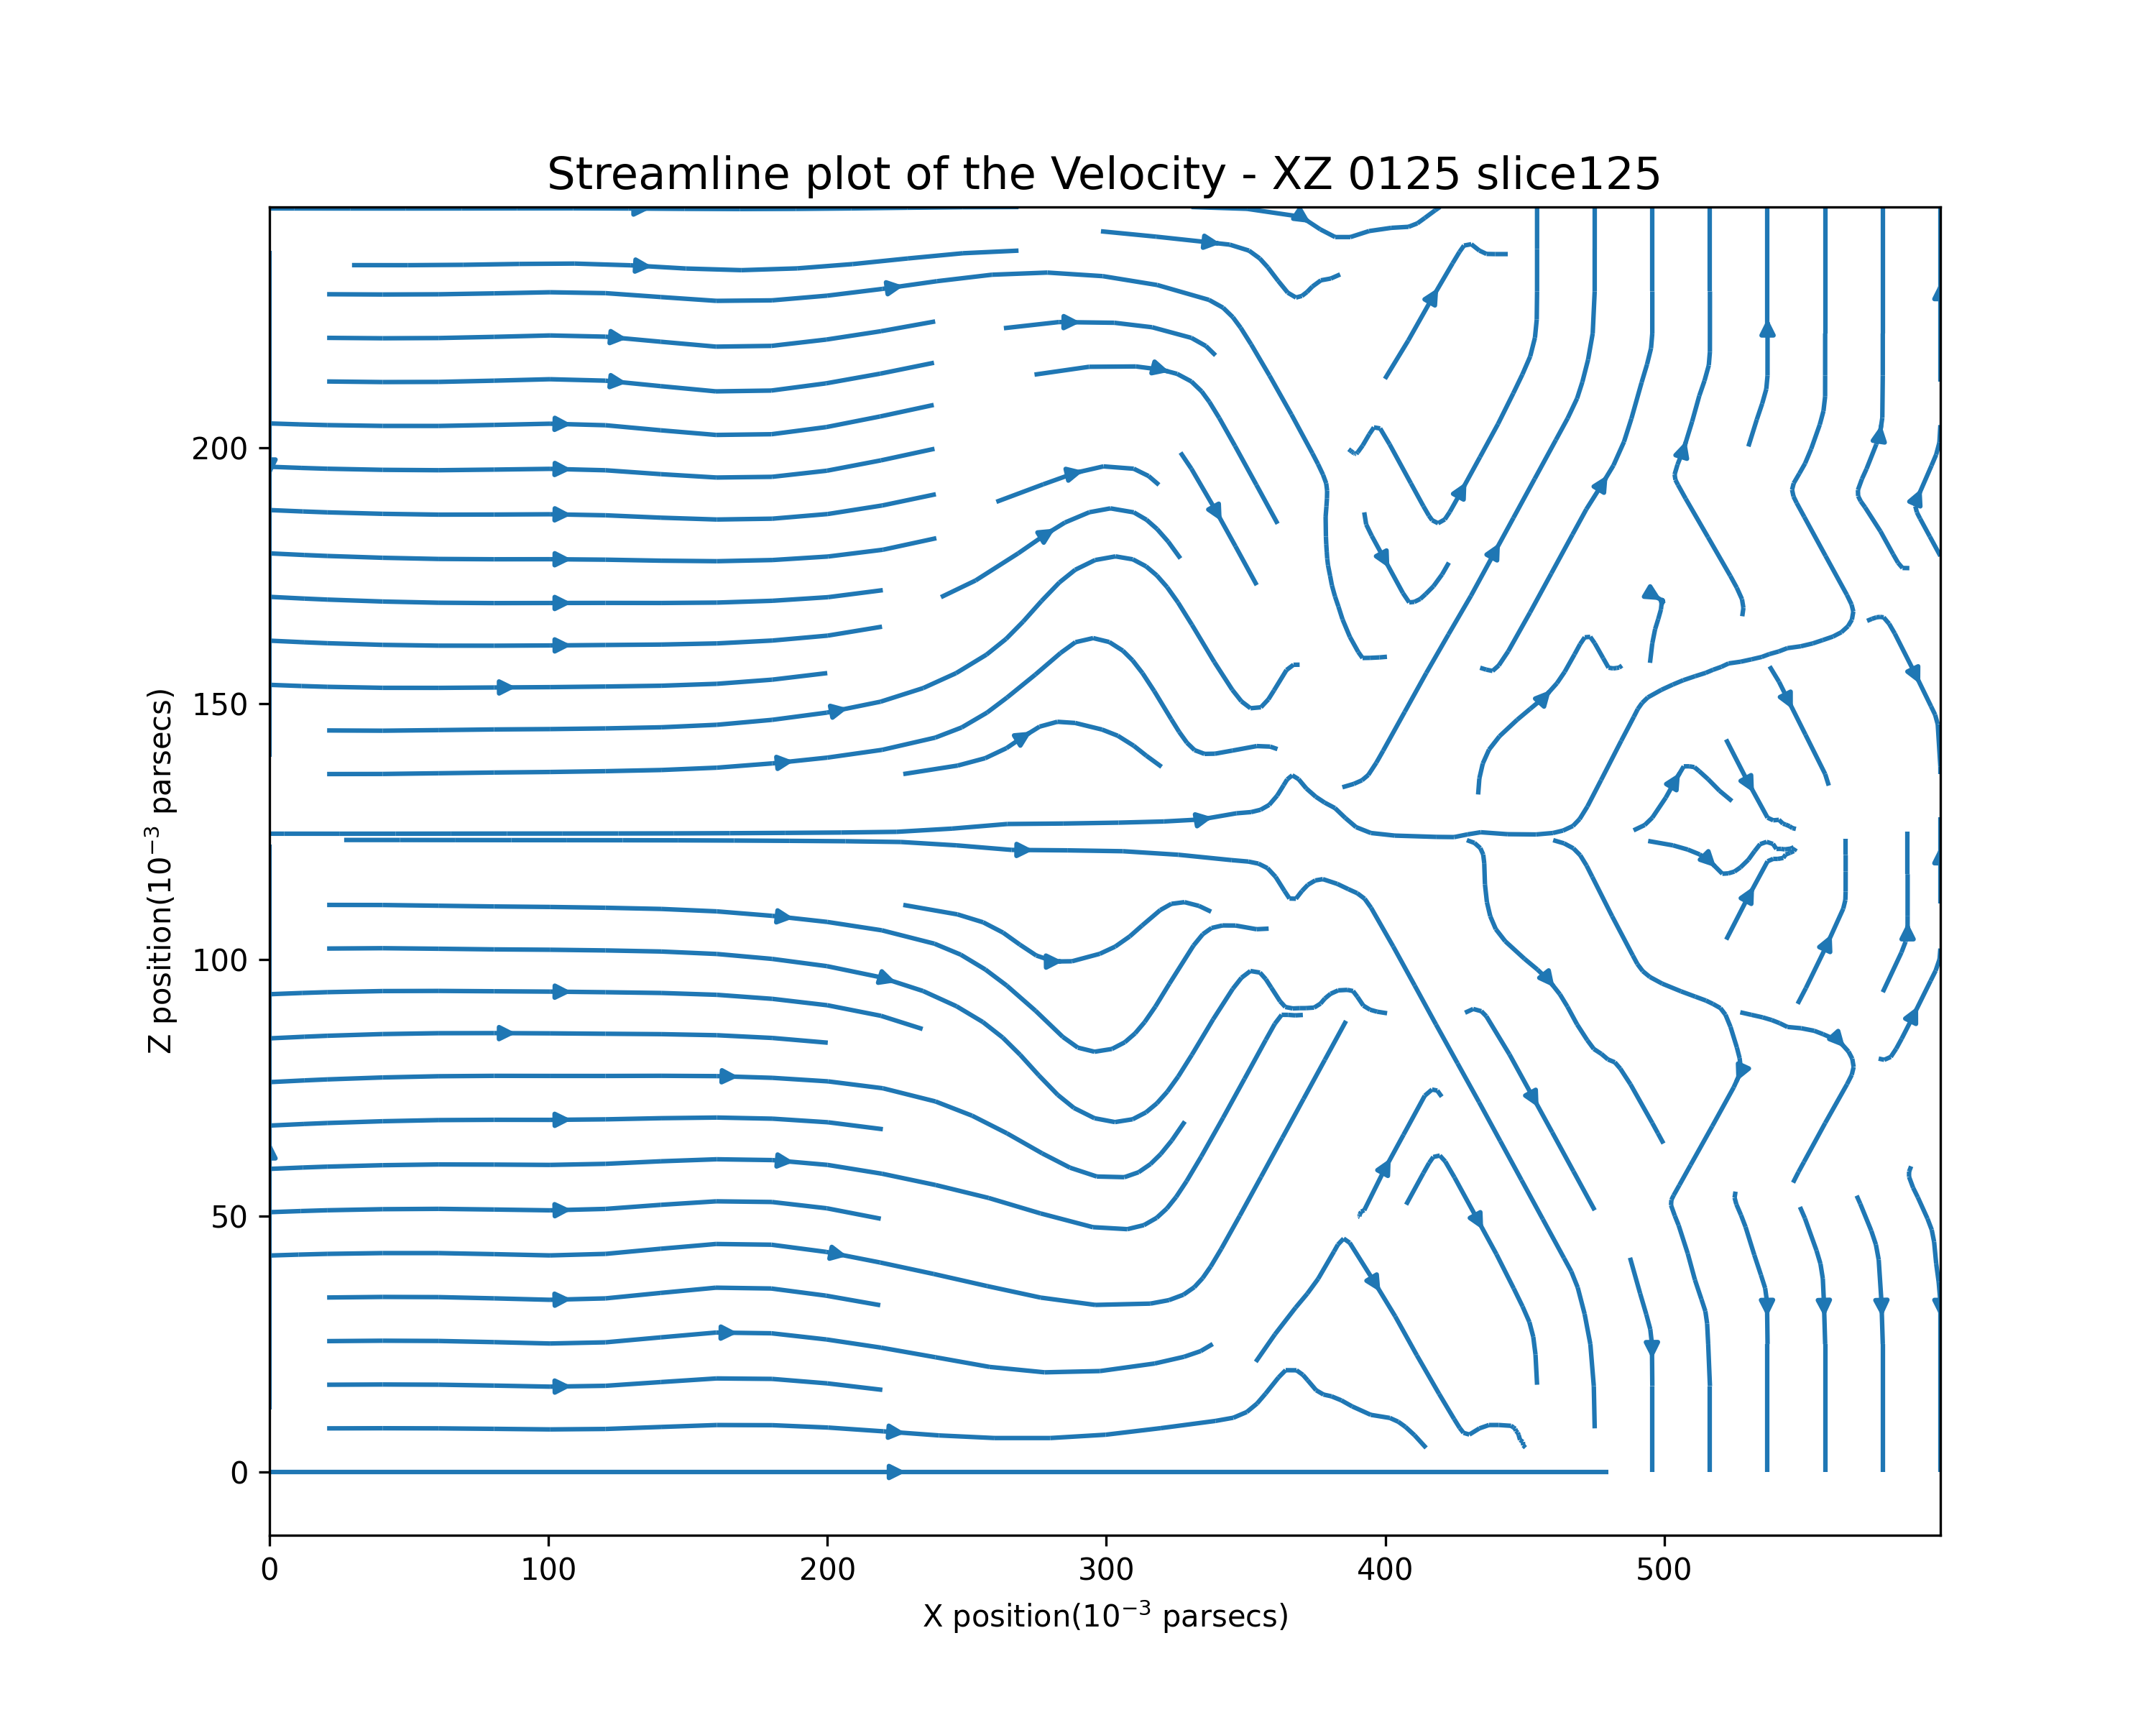 Streamline plot of the Velocity - XZ 0125 slice125
Z position(10⁻³ parsecs)
200
150
100
50
0
0 100 200 300 400 500
X position(10⁻³ parsecs)